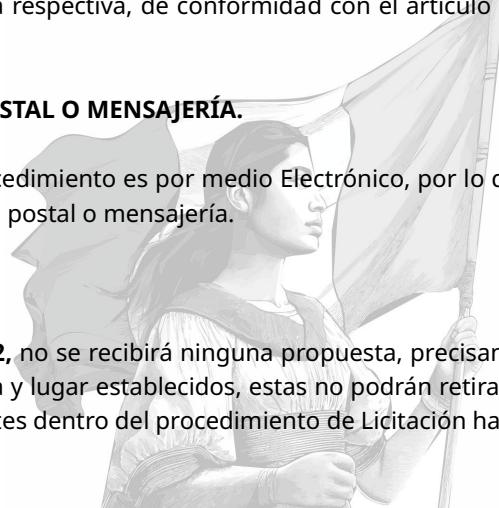 respectiva, de conformidad con el artículo
STAL O MENSAJERÍA.
edimiento es por medio Electrónico, por lo
postal o mensajería.
2, no se recibirá ninguna propuesta, precisar
y lugar establecidos, estas no podrán retira
tes dentro del procedimiento de Licitación ha